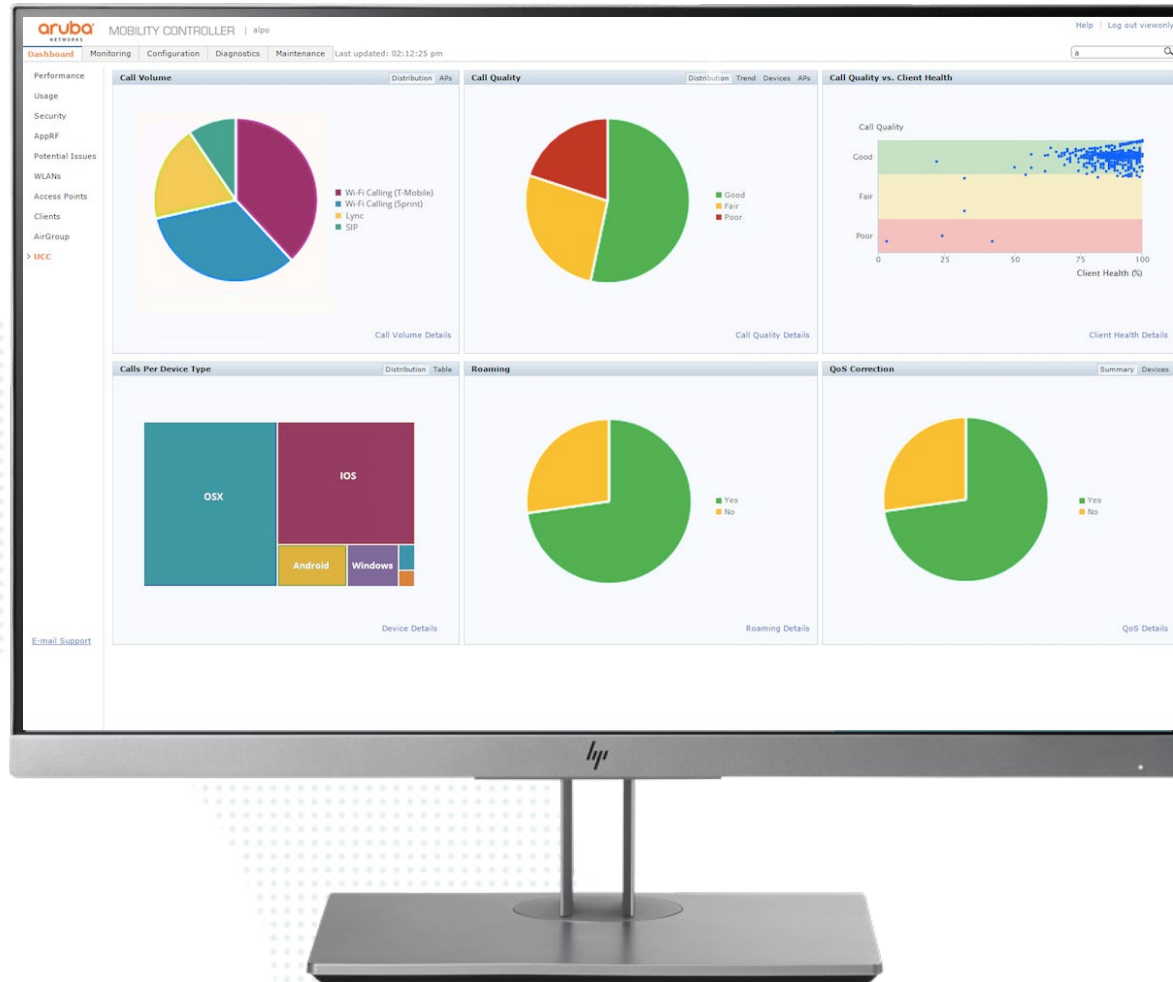 aruba NETWORKS MOBILITY CONTROLLER | alpo Help | Log out viewonly
Dashboard Monitoring Configuration Diagnostics Maintenance Last updated: 02:12:25 pm a
Performance
Usage
Security
AppRF
Potential Issues
WLANs
Access Points
Clients
AirGroup
> UCC
E-mail Support
Call Volume Distribution APs
Wi-Fi Calling (T-Mobile)
Wi-Fi Calling (Sprint)
Lync
SIP
Call Volume Details
Call Quality Distribution Trend Devices APs
Good
Fair
Poor
Call Quality Details
Call Quality vs. Client Health
Call Quality
Good
Fair
Poor
0 25 50 75 100
Client Health (%)
Client Health Details
Calls Per Device Type Distribution Table
OSX
IOS
Android
Windows
Device Details
Roaming
Yes
No
Roaming Details
QoS Correction Summary Devices
Yes
No
QoS Details
hp